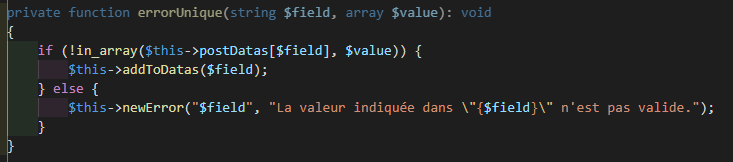 private function errorUnique(string $field, array $value): void
{
    if (!in_array($this->postDatas[$field], $value)) {
        $this->addToDatas($field);
    } else {
        $this->newError("$field", "La valeur indiquée dans \"{$field}\" n'est pas valide.");
    }
}